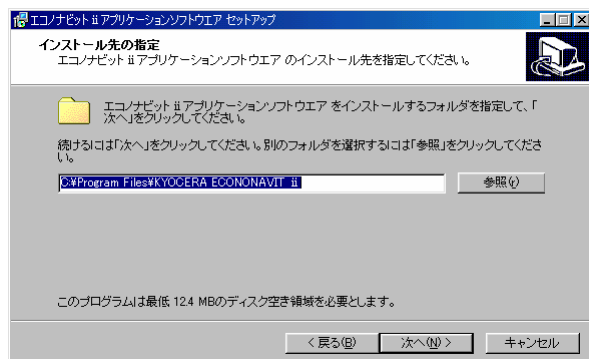 エコノナビット ii アプリケーションソフトウエア セットアップ
インストール先の指定
エコノナビット ii アプリケーションソフトウエア のインストール先を指定してください。
エコノナビット ii アプリケーションソフトウエア をインストールするフォルダを指定して、「
次へ」をクリックしてください。
続けるには「次へ」をクリックしてください。別のフォルダを選択するには「参照」をクリックしてくださ
い。
C:¥Program Files¥KYOCERA ECONONAVIT ii
参照(r)
このプログラムは最低 12.4 MBのディスク空き領域を必要とします。
< 戻る(B)
次へ(N) >
キャンセル